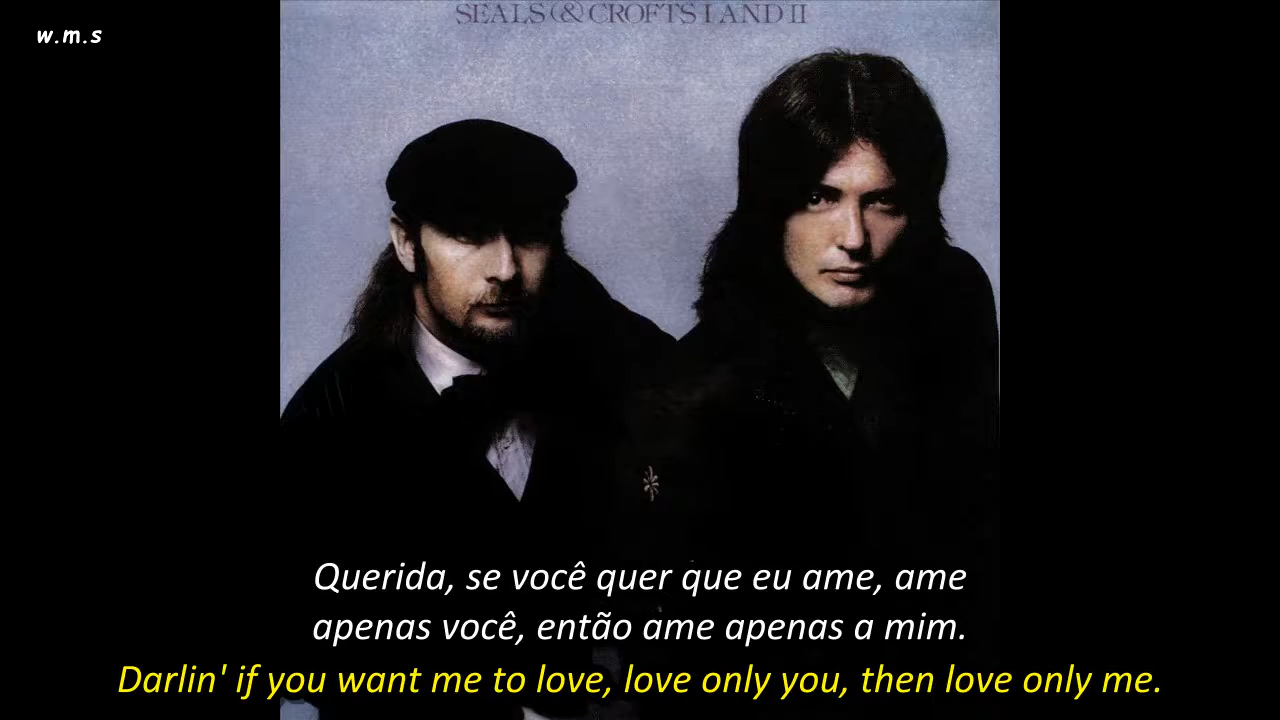 SEALS & CROFTS I AND II
w.m.s
Querida, se você quer que eu ame, ame
apenas você, então ame apenas a mim.
Darlin' if you want me to love, love only you, then love only me.